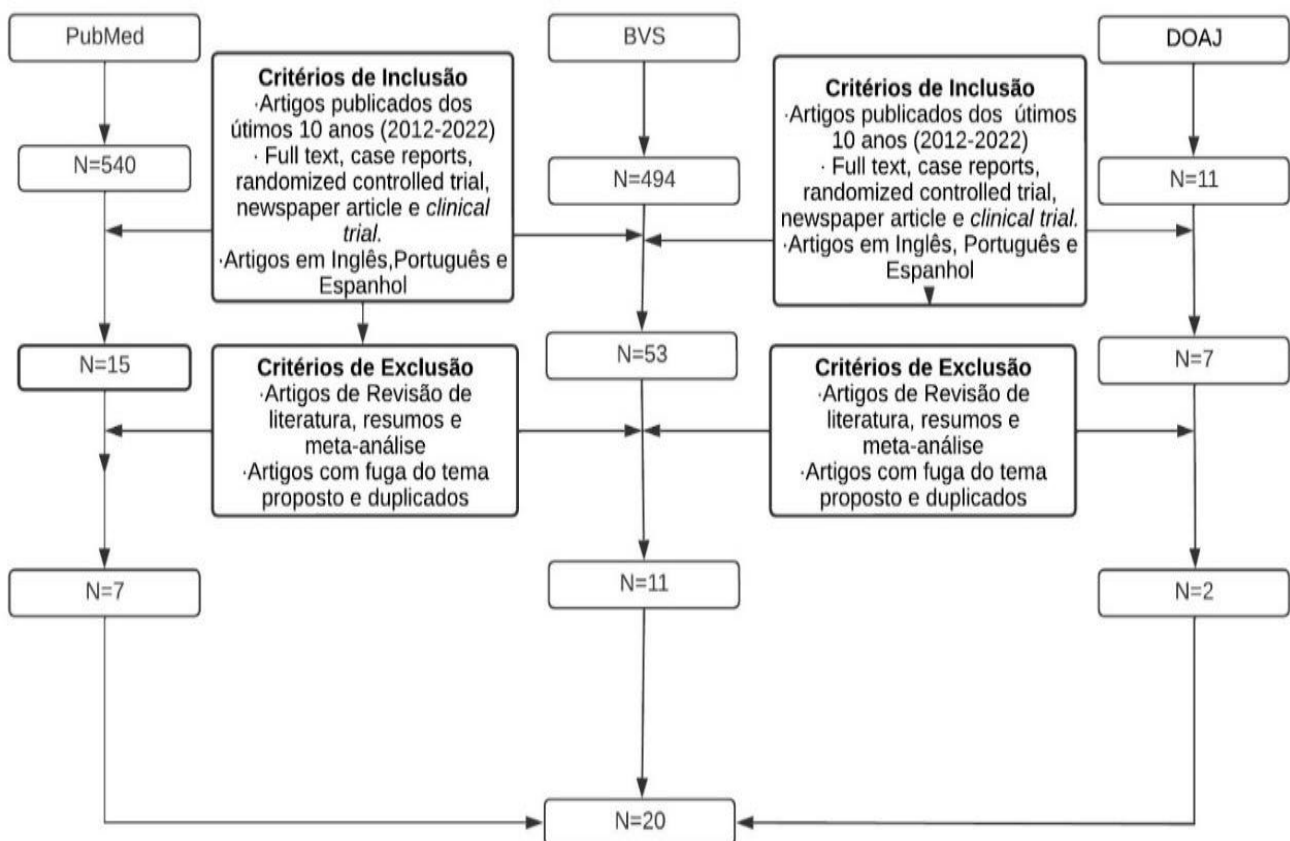 PubMed
BVS
DOAJ
Critérios de Inclusão
·Artigos publicados dos
útimos 10 anos (2012-2022)
· Full text, case reports,
randomized controlled trial,
newspaper article e clinical
trial.
·Artigos em Inglês,Português e
Espanhol
Critérios de Inclusão
·Artigos publicados dos útimos
10 anos (2012-2022)
· Full text, case reports,
randomized controlled trial,
newspaper article e clinical trial.
·Artigos em Inglês, Português e
Espanhol
N=540
N=494
N=11
N=15
N=53
N=7
Critérios de Exclusão
·Artigos de Revisão de
literatura, resumos e
meta-análise
·Artigos com fuga do tema
proposto e duplicados
Critérios de Exclusão
·Artigos de Revisão de
literatura, resumos e
meta-análise
·Artigos com fuga do tema
proposto e duplicados
N=7
N=11
N=2
N=20